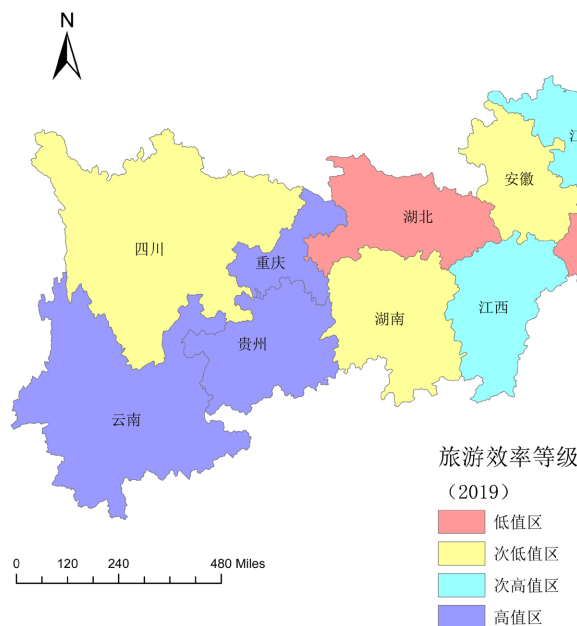 N
安徽
湖北
四川
重庆
江西
湖南
贵州
云南
旅游效率等级
（2019）
低值区
次低值区
次高值区
高值区
0 120 240 480 Miles